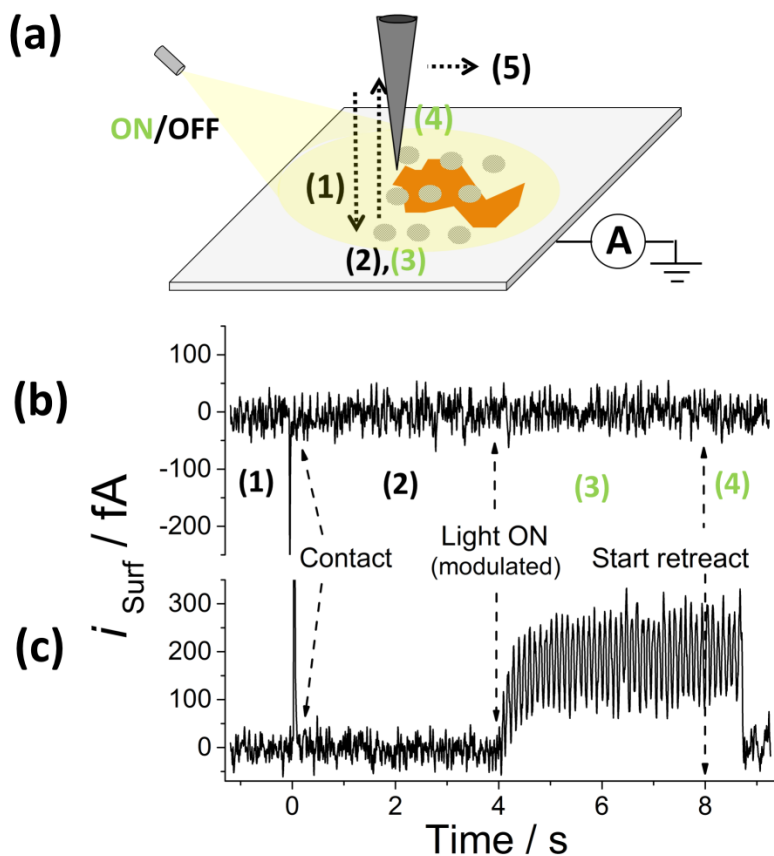 (a)
(5)
ON/OFF
(4)
(1)
(2),(3)
A
(b)
i Surf / fA
100
0
-100
-200
(1)
(2)
(3)
(4)
Contact
Light ON
(modulated)
Start retreact
(c)
300
200
100
0
0
2
4
6
8
Time / s